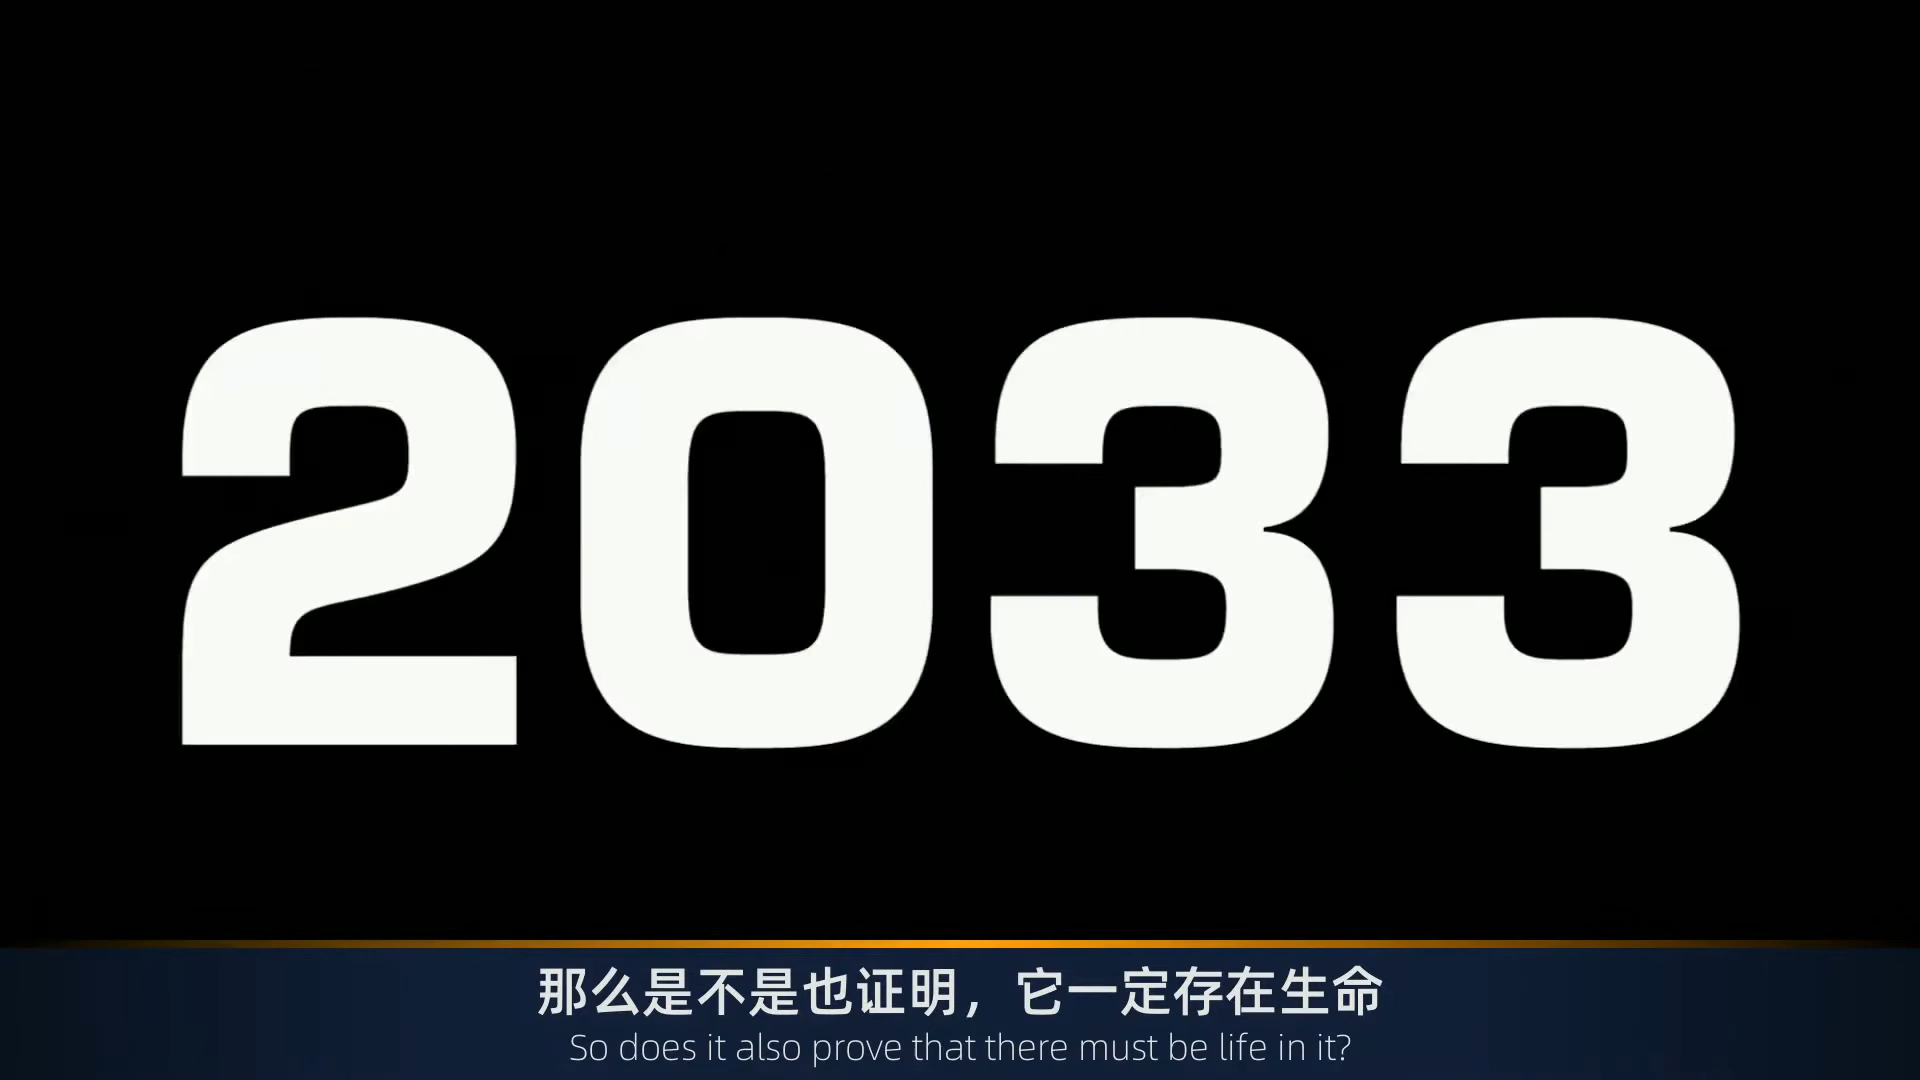 2033
那么是不是也证明，它一定存在生命
So does it also prove that there must be life in it?